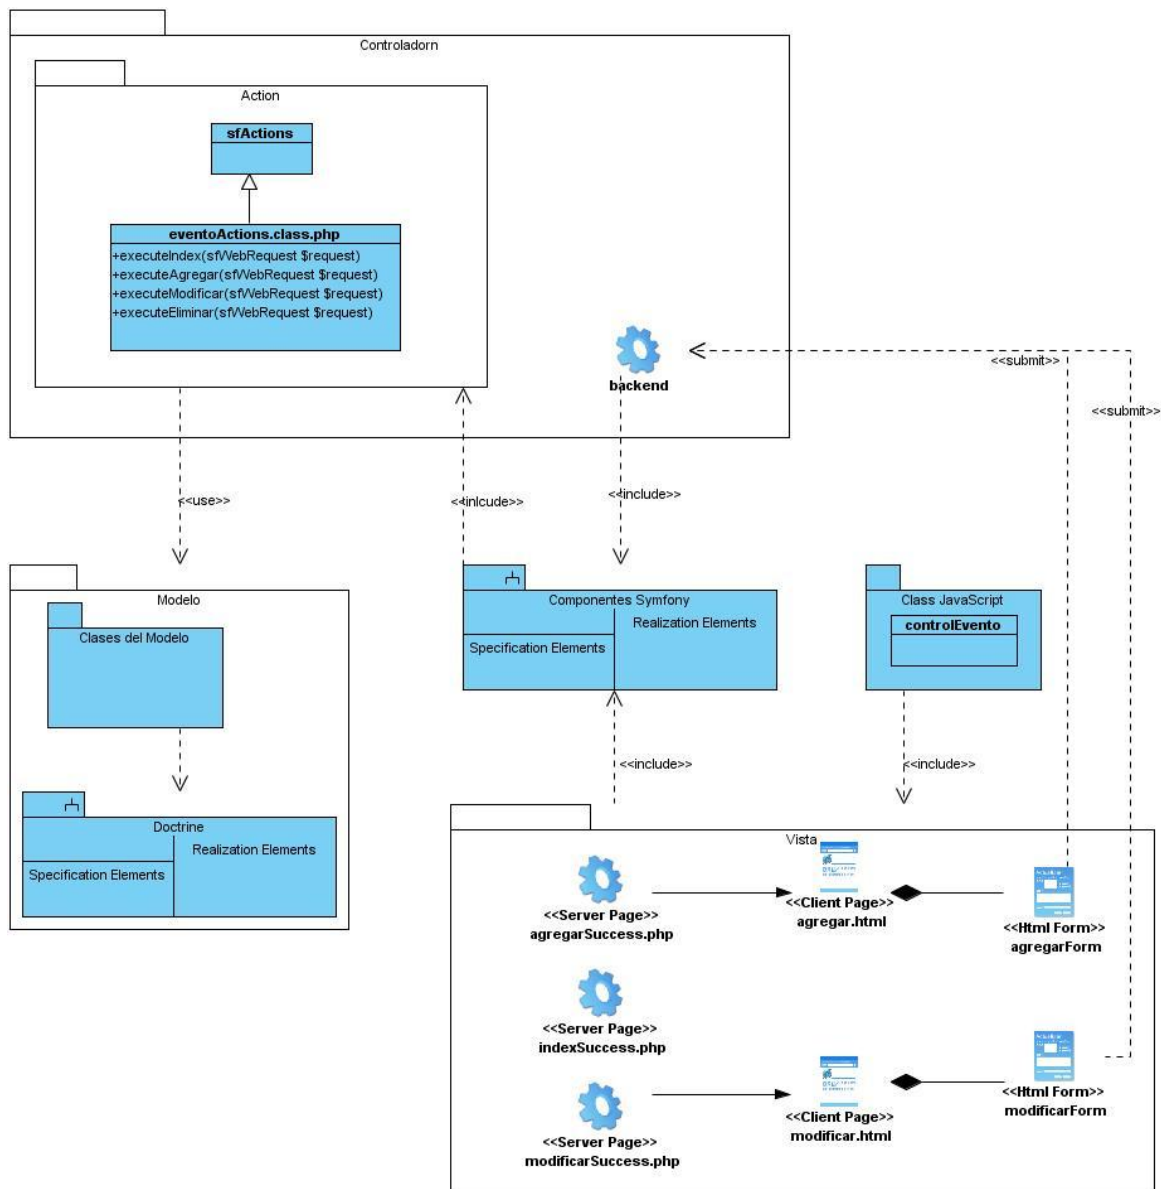 Controladorn
Action
sfActions
eventoActions.class.php
+executeIndex(sfWebRequest $request)
+executeAgregar(sfWebRequest $request)
+executeModificar(sfWebRequest $request)
+executeEliminar(sfWebRequest $request)
backend
<<submit>>
<<submit>>
<<use>>
<<inlcude>>
<<include>>
Modelo
Clases del Modelo
Doctrine
Realization Elements
Specification Elements
Componentes Symfony
Realization Elements
Specification Elements
Class JavaScript
controlEvento
<<include>>
<<include>>
Vista
<<Server Page>>
agregarSuccess.php
<<Client Page>>
agregar.html
<<Html Form>>
agregarForm
<<Server Page>>
indexSuccess.php
<<Server Page>>
modificarSuccess.php
<<Client Page>>
modificar.html
<<Html Form>>
modificarForm